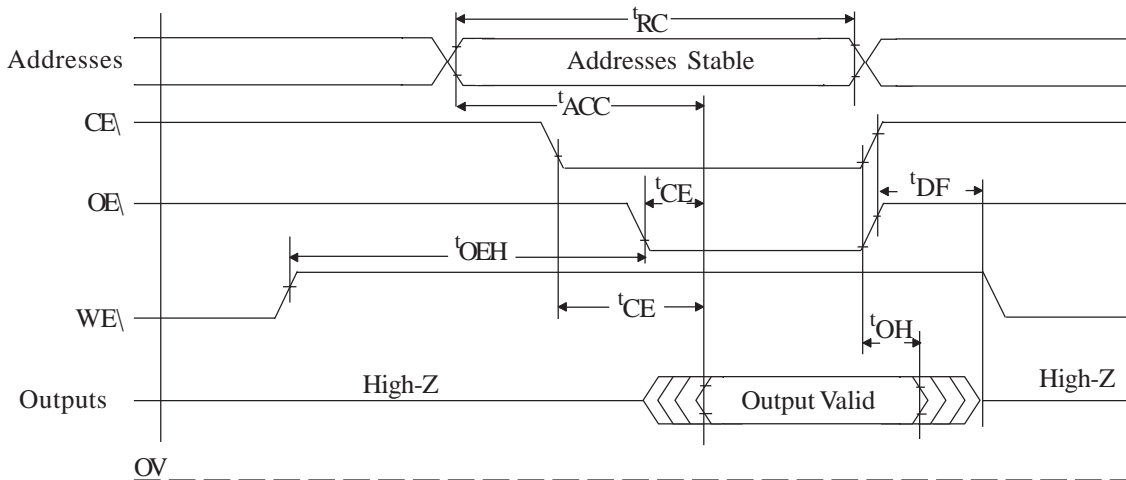 tRC
Addresses
Addresses Stable
tACC
CE\
tCE
tDF
OE\
tOEH
tCE
WE\
tOH
High-Z
High-Z
Outputs
Output Valid
OV